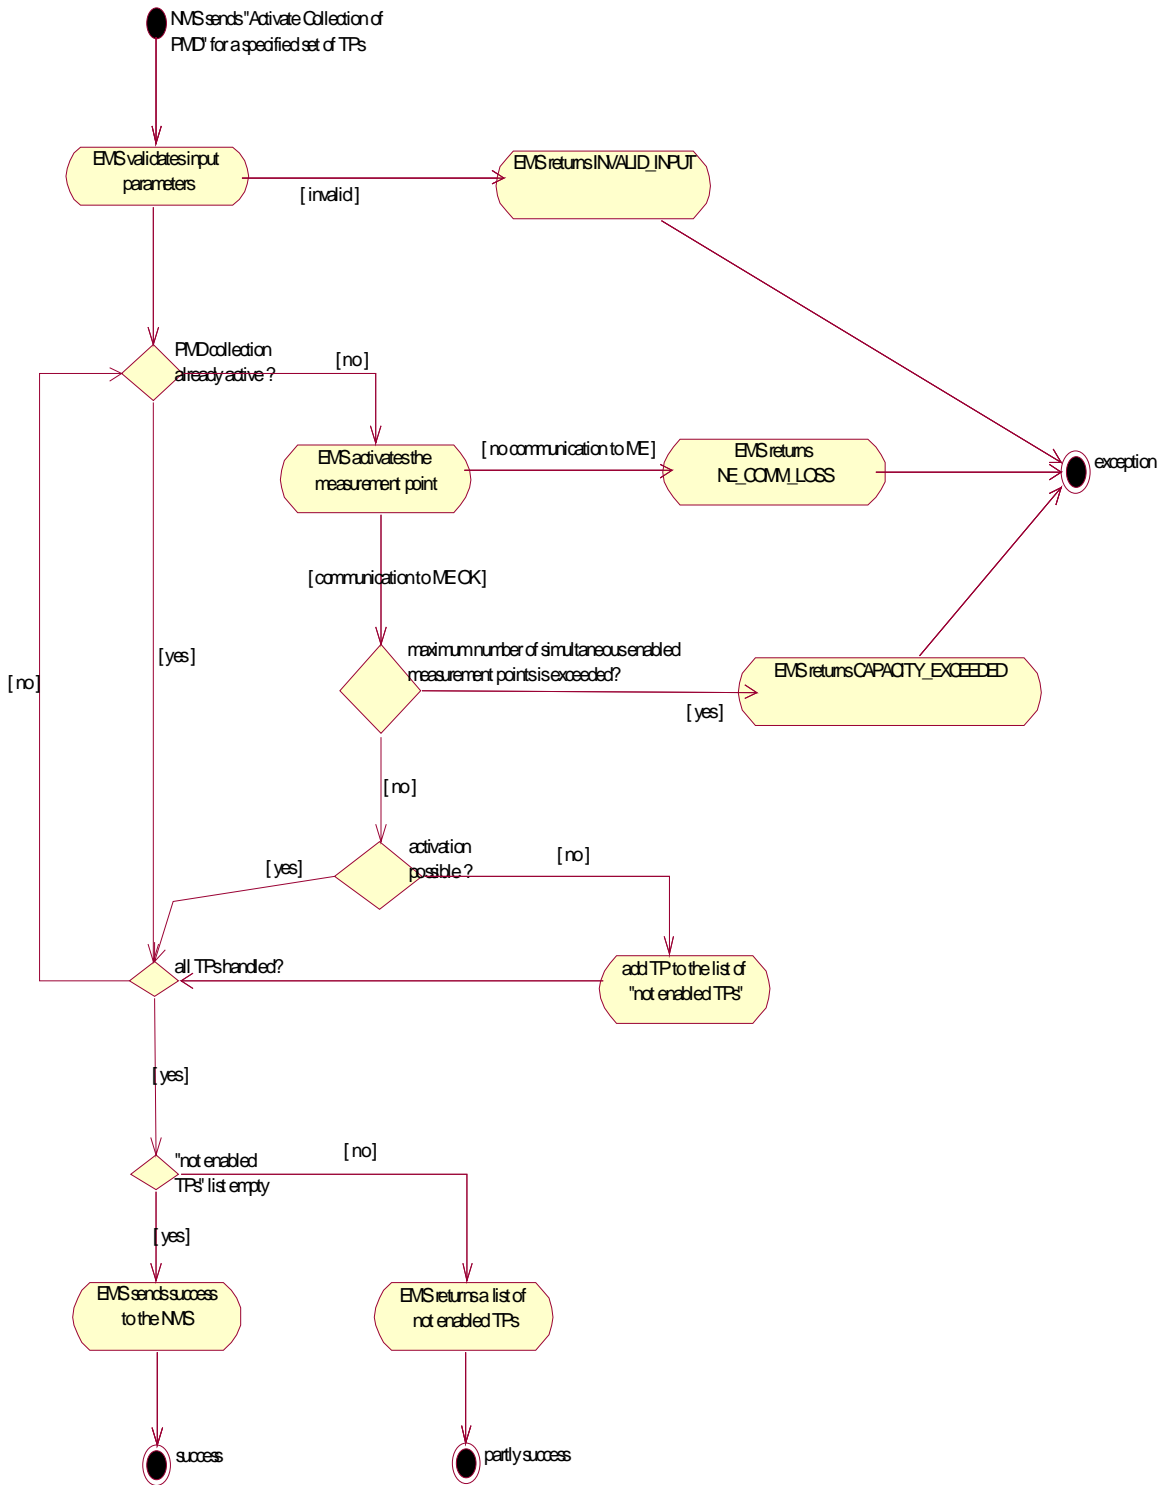 NMS sends "Activate Collection of
PMD" for a specified set of TPs
EMS validates input
parameters
[ invalid ]
EMS returns INVALID_INPUT
PMD collection
already active ?
[ no ]
EMS activates the
measurement point
[ no communication to ME ]
EMS returns
NE_COMM_LOSS
exception
[ communication to ME OK ]
[ yes ]
[ no ]
maximum number of simultaneous enabled
measurement points is exceeded?
[ yes ]
EMS returns CAPACITY_EXCEEDED
[ no ]
activation
possible ?
[ yes ]
[ no ]
all TPs handled?
add TP to the list of
"not enabled TPs"
[ yes ]
"not enabled
TPs" list empty
[ no ]
[ yes ]
EMS sends success
to the NMS
EMS returns a list of
not enabled TPs
success
partly success